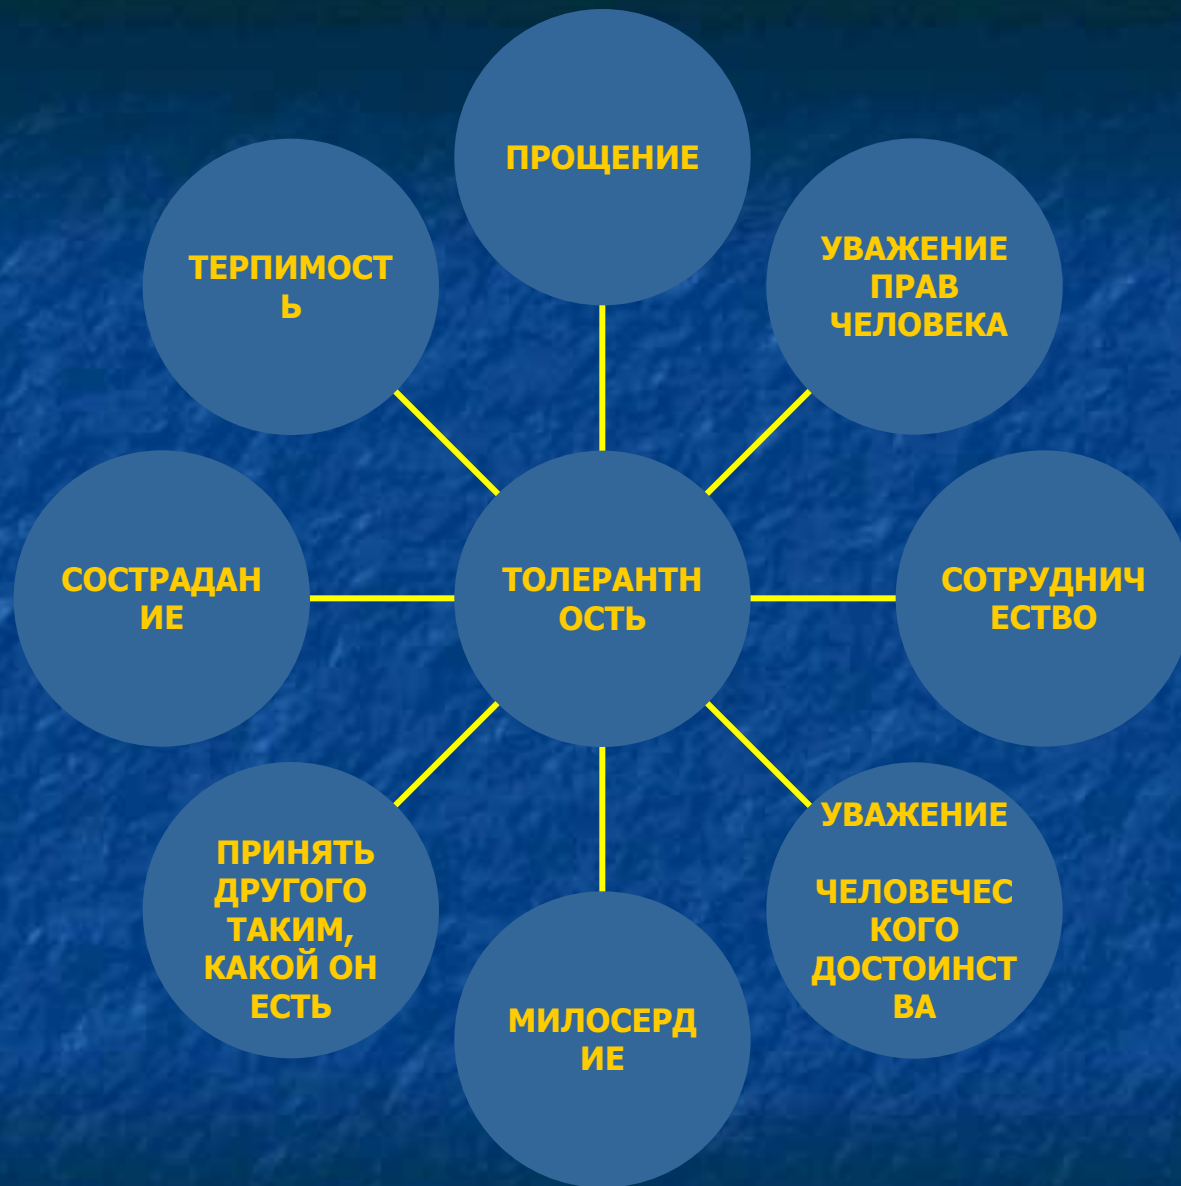 ПРОЩЕНИЕ
ТЕРПИМОСТ
Ь
УВАЖЕНИЕ
ПРАВ
ЧЕЛОВЕКА
СОСТРАДАН
ИЕ
ТОЛЕРАНТН
ОСТЬ
СОТРУДНИЧ
ЕСТВО
ПРИНЯТЬ
ДРУГОГО
ТАКИМ,
КАКОЙ ОН
ЕСТЬ
МИЛОСЕРД
ИЕ
УВАЖЕНИЕ
ЧЕЛОВЕЧЕС
КОГО
ДОСТОИНСТ
ВА